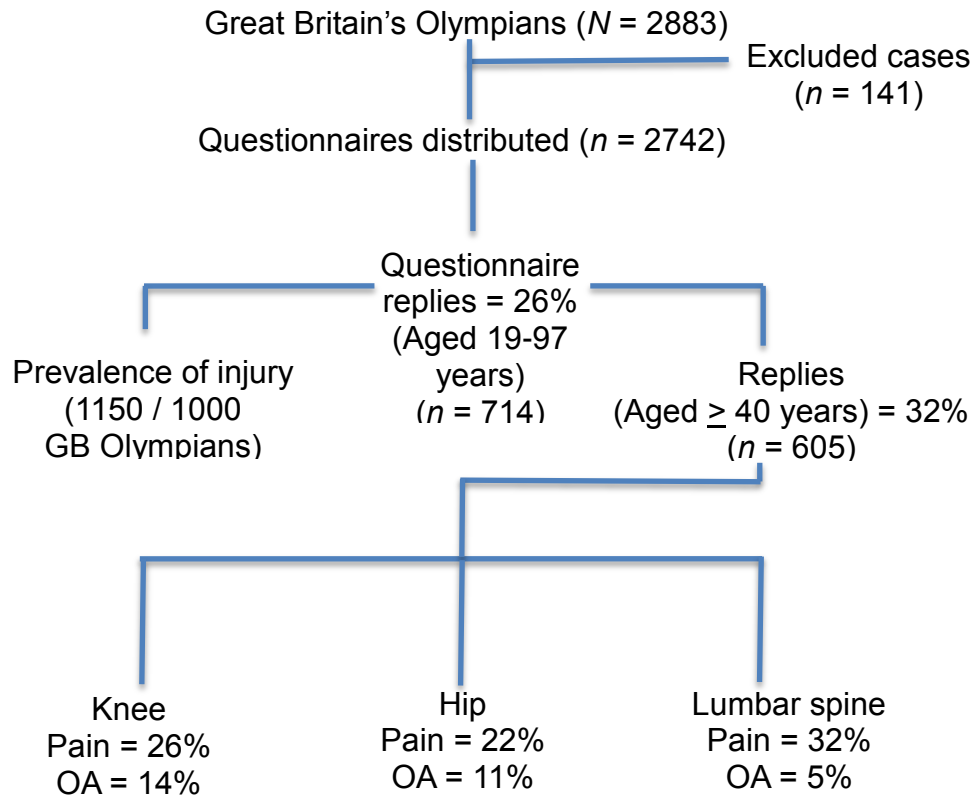 Great Britain's Olympians (N = 2883)
Excluded cases
(n = 141)
Questionnaires distributed (n = 2742)
Questionnaire
replies = 26%
(Aged 19-97
years)
(n = 714)
Prevalence of injury
(1150 / 1000
GB Olympians)
Replies
(Aged ≥ 40 years) = 32%
(n = 605)
Knee
Pain = 26%
OA = 14%
Hip
Pain = 22%
OA = 11%
Lumbar spine
Pain = 32%
OA = 5%